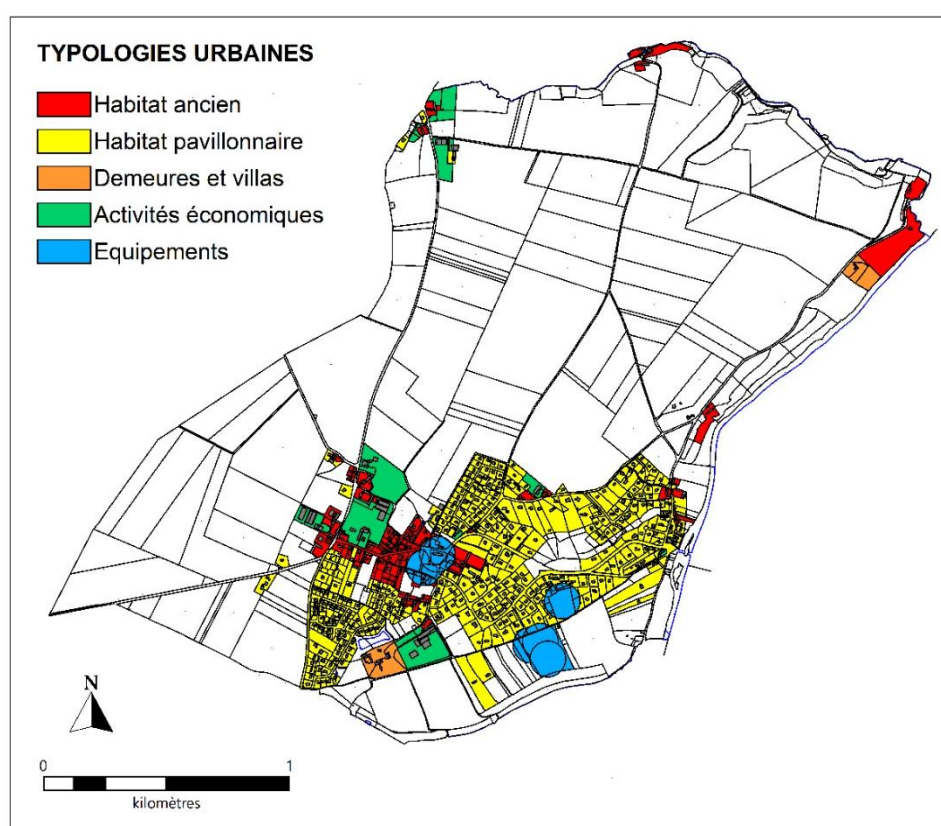 TYPOLOGIES URBAINES
Habitat ancien
Habitat pavillonnaire
Demeures et villas
Activités économiques
Equipements
N
0 1
kilomètres